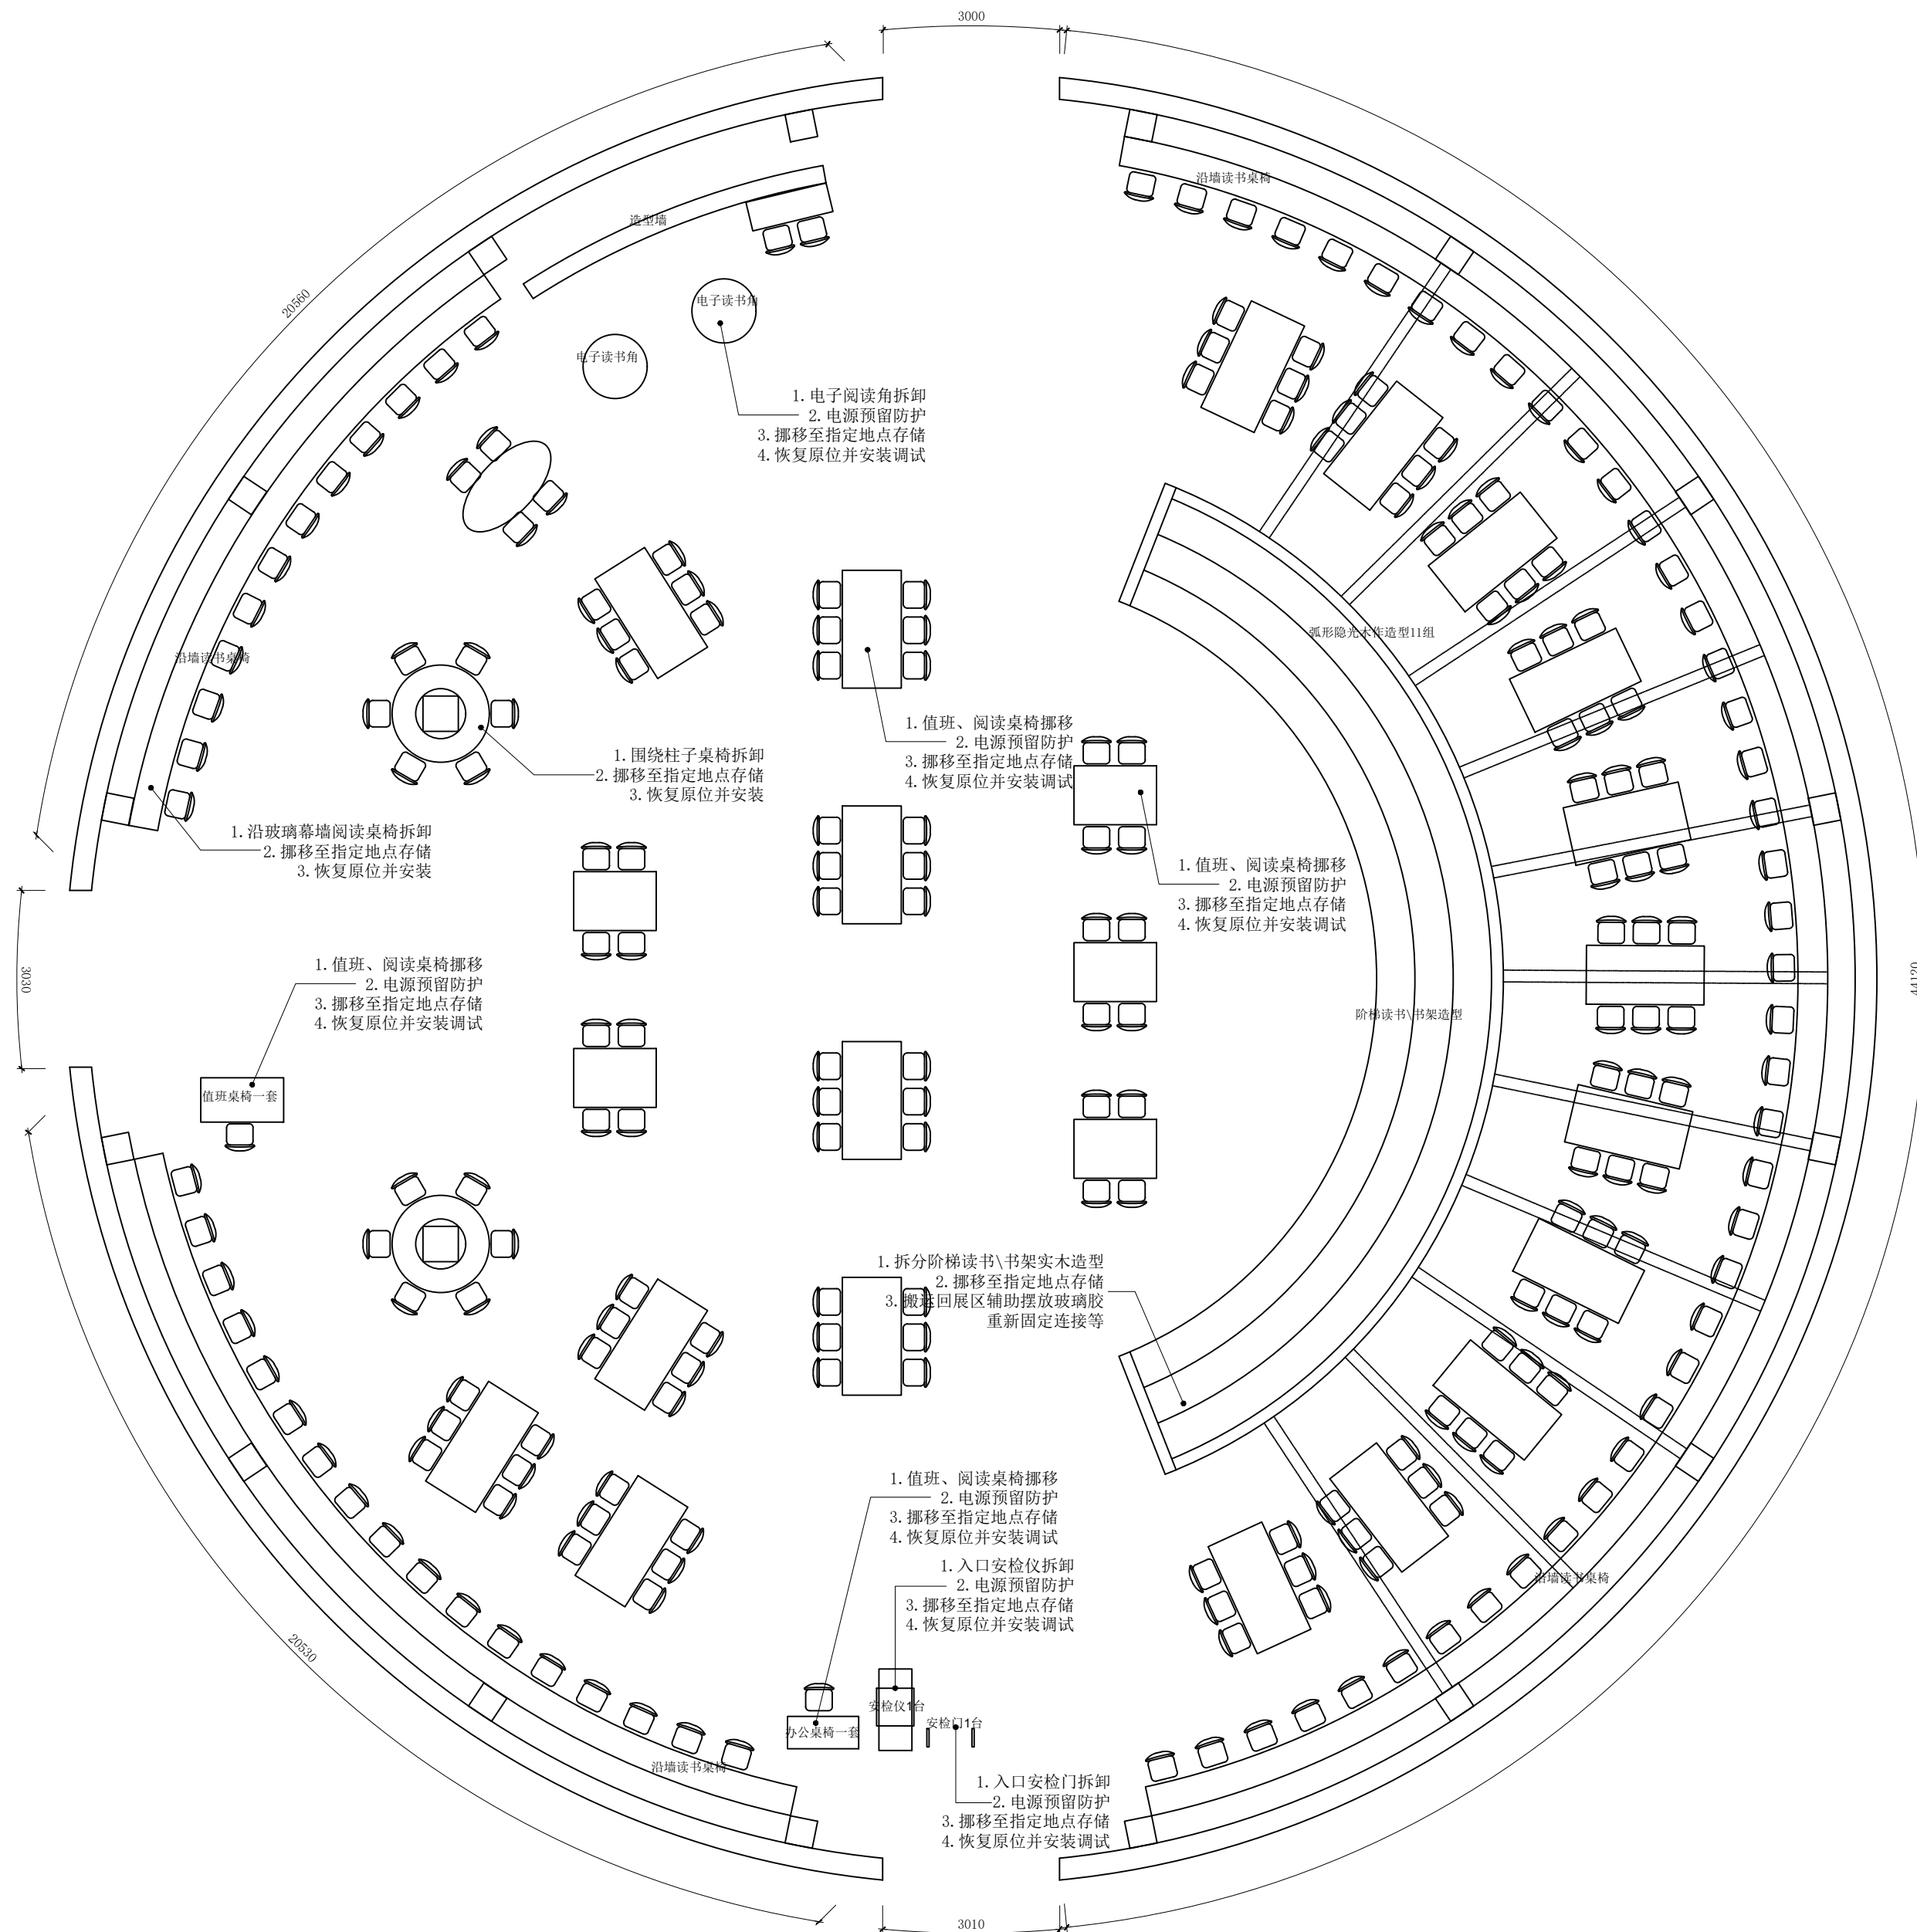 3000
沿墙读书桌椅
造型墙
20560
电子读书角
电子读书角
1.电子阅读角拆卸
2.电源预留防护
3.挪移至指定地点存储
4.恢复原位并安装调试
弧形隐光木作造型11组
沿墙读书桌椅
1.值班、阅读桌椅挪移
2.电源预留防护
3.挪移至指定地点存储
4.恢复原位并安装调试
1.围绕柱子桌椅拆卸
2.挪移至指定地点存储
3.恢复原位并安装
1.沿玻璃幕墙阅读桌椅拆卸
2.挪移至指定地点存储
3.恢复原位并安装
1.值班、阅读桌椅挪移
2.电源预留防护
3.挪移至指定地点存储
4.恢复原位并安装调试
1.值班、阅读桌椅挪移
2.电源预留防护
3.挪移至指定地点存储
4.恢复原位并安装调试
3030
44120
阶梯读书\书架造型
值班桌椅一套
1.拆分阶梯读书\书架实木造型
2.挪移至指定地点存储
3.搬运回展区辅助摆放玻璃胶
重新固定连接等
1.值班、阅读桌椅挪移
2.电源预留防护
3.挪移至指定地点存储
4.恢复原位并安装调试
1.入口安检仪拆卸
2.电源预留防护
3.挪移至指定地点存储
4.恢复原位并安装调试
沿墙读书桌椅
20530
安检仪1台
安检门1台
办公桌椅一套
沿墙读书桌椅
1.入口安检门拆卸
2.电源预留防护
3.挪移至指定地点存储
4.恢复原位并安装调试
3010